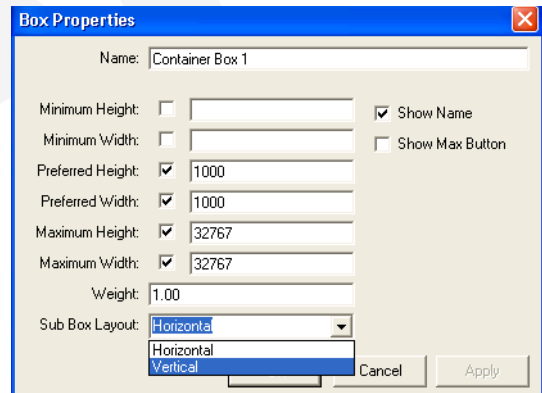 Box Properties
Name: Container Box 1
Minimum Height:
Show Name
Minimum Width:
Show Max Button
Preferred Height: 1000
Preferred Width: 1000
Maximum Height: 32767
Maximum Width: 32767
Weight: 1.00
Sub Box Layout: Horizontal
Horizontal
Vertical
Cancel
Apply